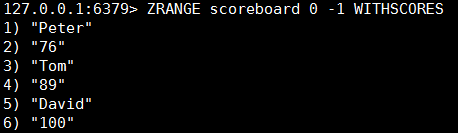 127.0.0.1:6379> ZRANGE scoreboard 0 -1 WITHSCORES
1) "Peter"
2) "76"
3) "Tom"
4) "89"
5) "David"
6) "100"